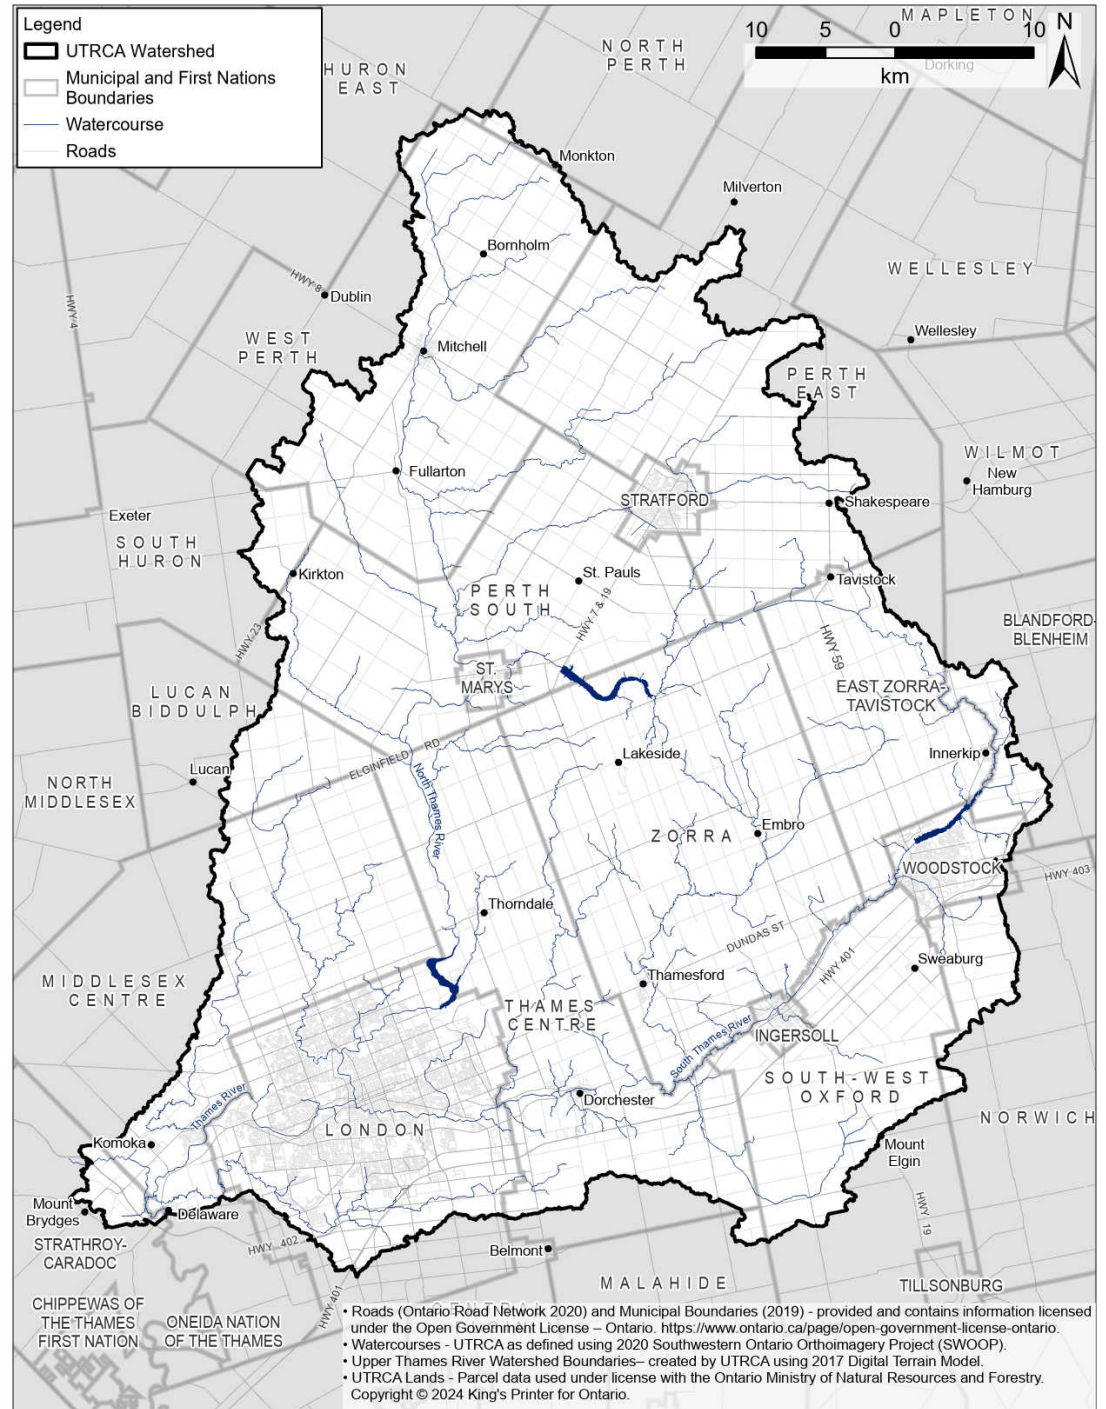 Legend
UTRCA Watershed
Municipal and First Nations
Boundaries
Watercourse
Roads
10 5 0 10
km
N
MAPLETON
Dorking
NORTH
PERTH
HURON
EAST
Monkton
Milverton
Bornholm
WELLESLEY
HWY 8
Dublin
HWY 4
WEST
PERTH
Mitchell
Wellesley
PERTH
EAST
WILMOT
New
Hamburg
Fullarton
STRATFORD
Shakespeare
Exeter
SOUTH
HURON
Kirkton
St. Pauls
Tavistock
PERTH
SOUTH
HWY 7 & 19
HWY 23
HWY 59
BLANDFORD-
BLENHEIM
ST.
MARYS
EAST ZORRA-
TAVISTOCK
LUCAN
BIDDULPH
ELGINFIELD RD
Lucan
NORTH
MIDDLESEX
North Thames River
Lakeside
Innerkip
ZORRA
Embro
WOODSTOCK
HWY 403
Thorndale
DUNDAS ST
HWY 401
Sweaburg
MIDDLESEX
CENTRE
Thamesford
THAMES
CENTRE
INGERSOLL
South Thames River
SOUTH-WEST
OXFORD
Thames River
Dorchester
NORWICH
LONDON
Komoka
Mount
Elgin
Mount
Brydges
Delaware
HWY 19
STRATHROY-
CARADOC
HWY 402
Belmont
MALAHIDE
TILLSONBURG
CHIPPEWAS OF
THE THAMES
FIRST NATION
ONEIDA NATION
OF THE THAMES
HWY 401
• Roads (Ontario Road Network 2020) and Municipal Boundaries (2019) - provided and contains information licensed
under the Open Government License – Ontario. https://www.ontario.ca/page/open-government-license-ontario.
• Watercourses - UTRCA as defined using 2020 Southwestern Ontario Orthoimagery Project (SWOOP).
• Upper Thames River Watershed Boundaries– created by UTRCA using 2017 Digital Terrain Model.
• UTRCA Lands - Parcel data used under license with the Ontario Ministry of Natural Resources and Forestry.
Copyright © 2024 King's Printer for Ontario.